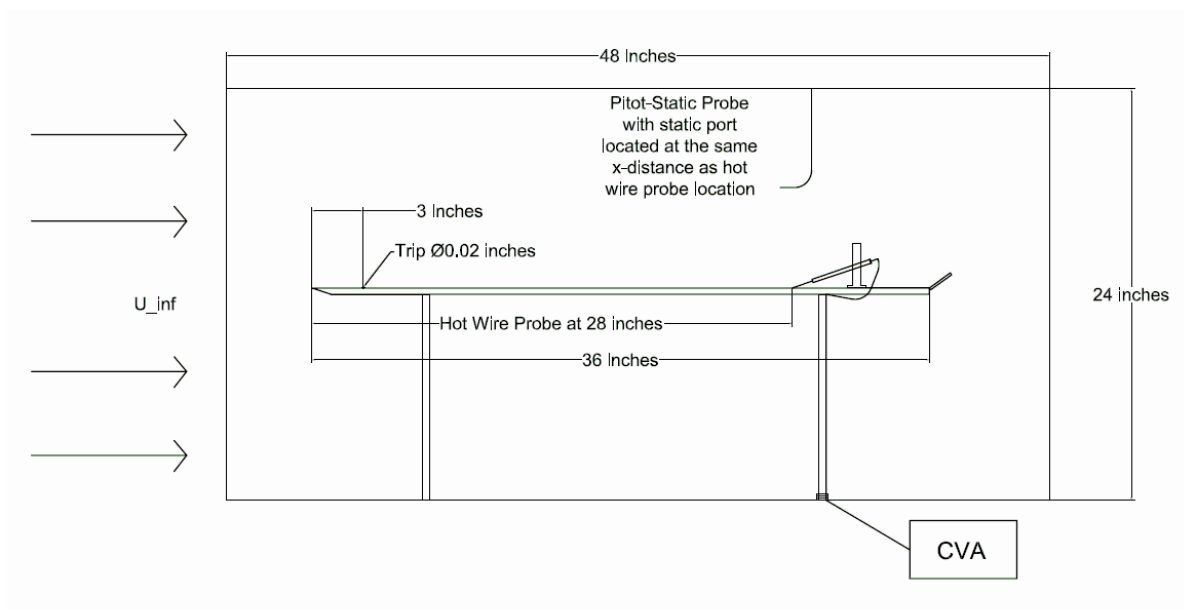 48 Inches
Pitot-Static Probe
with static port
located at the same
x-distance as hot
wire probe location
3 Inches
Trip Ø0.02 inches
U_inf
24 inches
Hot Wire Probe at 28 inches
36 Inches
CVA